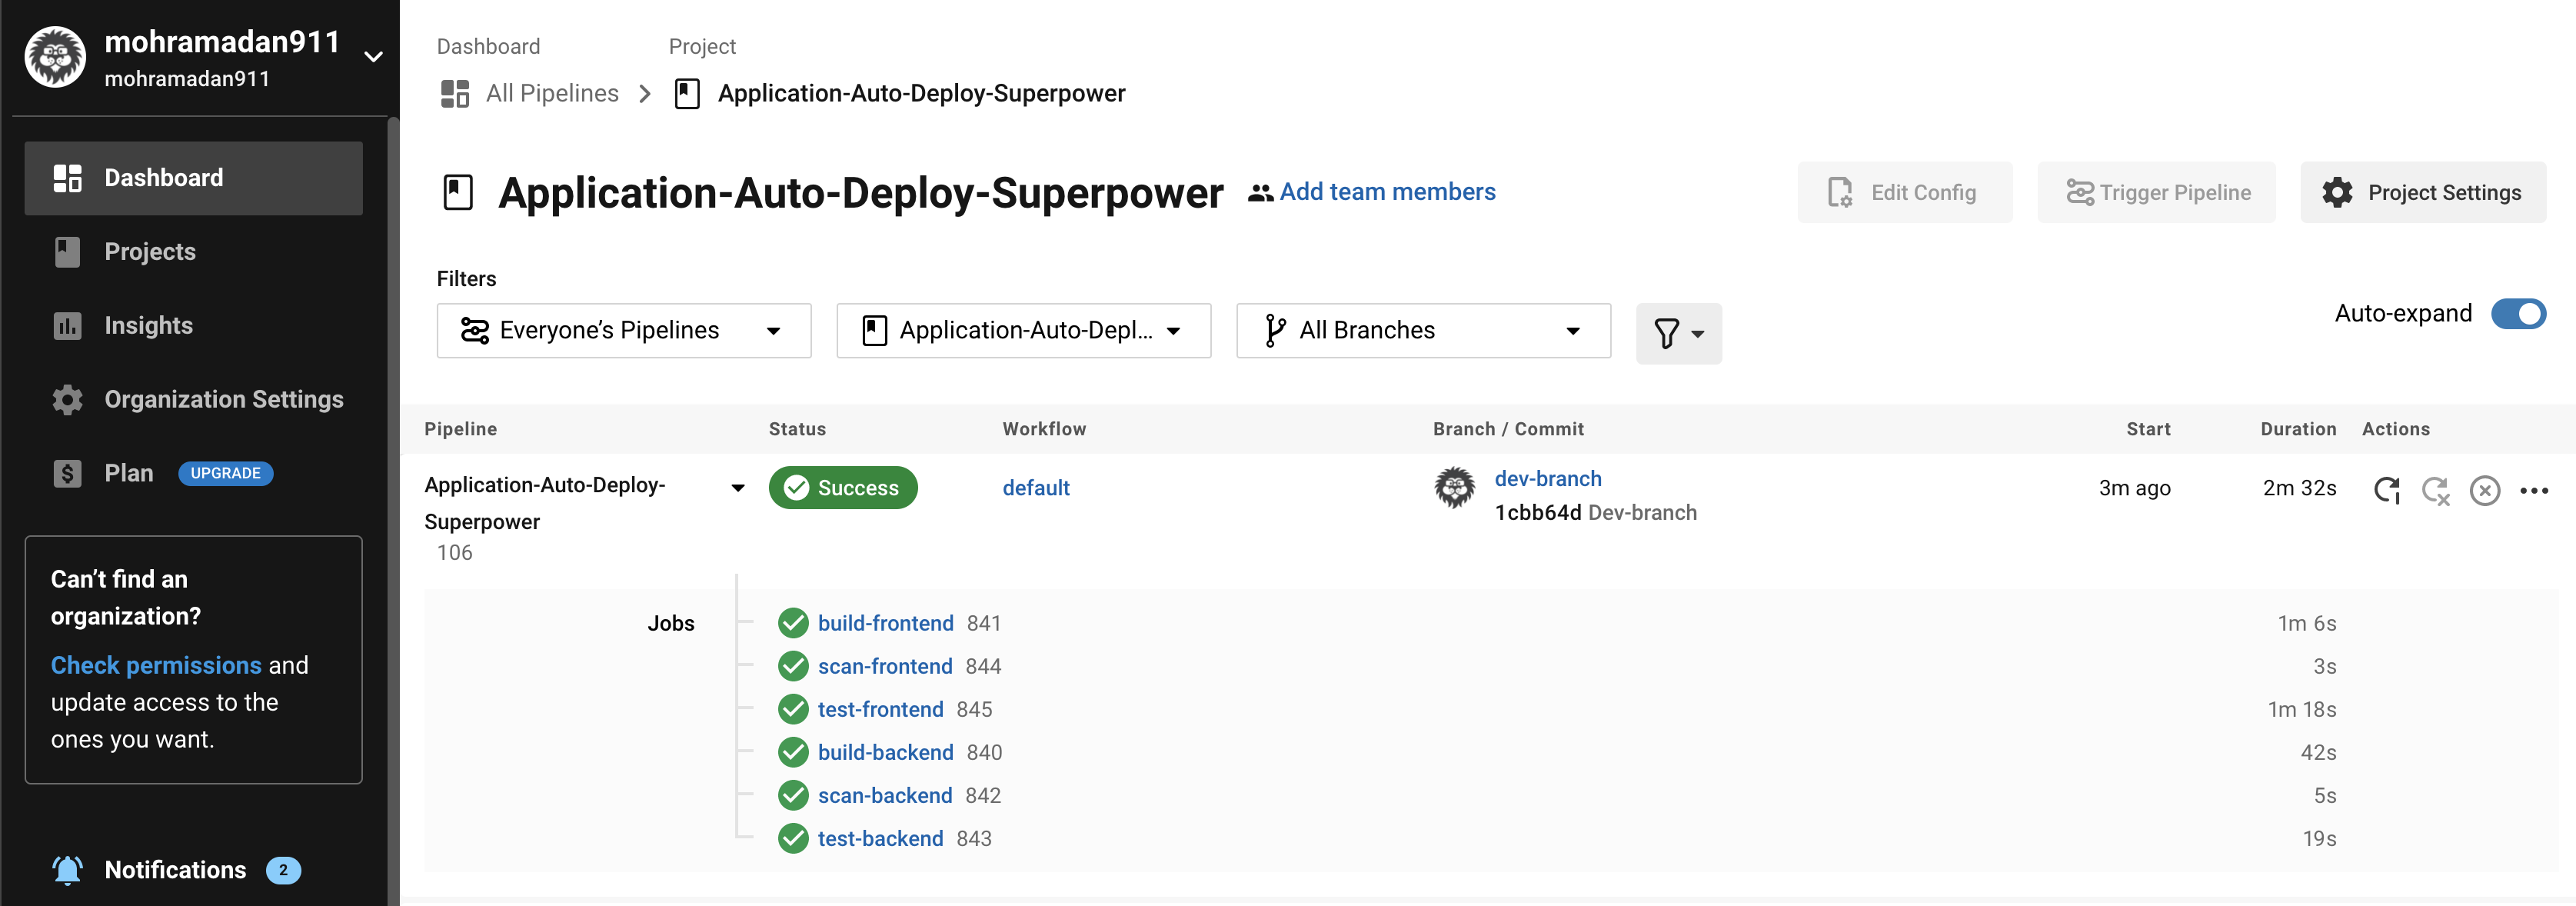 mohramadan911
mohramadan911
Dashboard
Projects
Insights
Organization Settings
Plan UPGRADE
Can’t find an
organization?
Check permissions and
update access to the
ones you want.
Notifications 2
Dashboard Project
All Pipelines Application-Auto-Deploy-Superpower
Application-Auto-Deploy-Superpower Add team members
Edit Config Trigger Pipeline Project Settings
Filters
Everyone’s Pipelines Application-Auto-Depl... All Branches
Auto-expand
Pipeline Status Workflow Branch / Commit Start Duration Actions
Application-Auto-Deploy-
Superpower
106
Success default
dev-branch
1cbb64d Dev-branch
3m ago 2m 32s
Jobs
build-frontend 841 1m 6s
scan-frontend 844 3s
test-frontend 845 1m 18s
build-backend 840 42s
scan-backend 842 5s
test-backend 843 19s